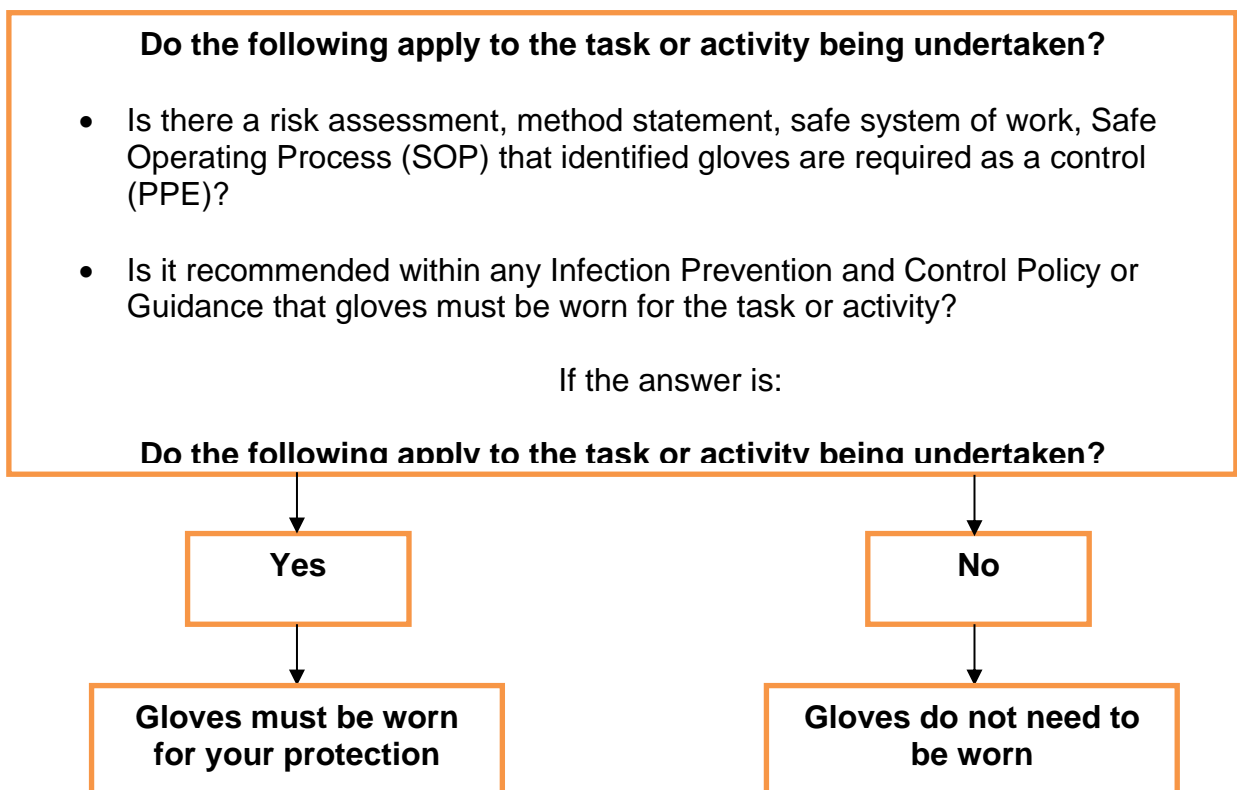 Do the following apply to the task or activity being undertaken?
• Is there a risk assessment, method statement, safe system of work, Safe
Operating Process (SOP) that identified gloves are required as a control
(PPE)?
• Is it recommended within any Infection Prevention and Control Policy or
Guidance that gloves must be worn for the task or activity?
If the answer is:
Do the following apply to the task or activity being undertaken?
Yes
No
Gloves must be worn
for your protection
Gloves do not need to
be worn